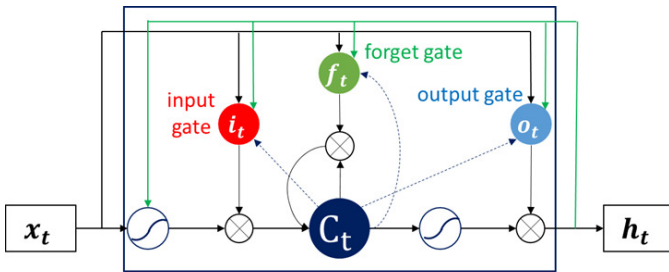 forget gate
f_t
input
gate
i_t
output gate
o_t
x_t
C_t
h_t